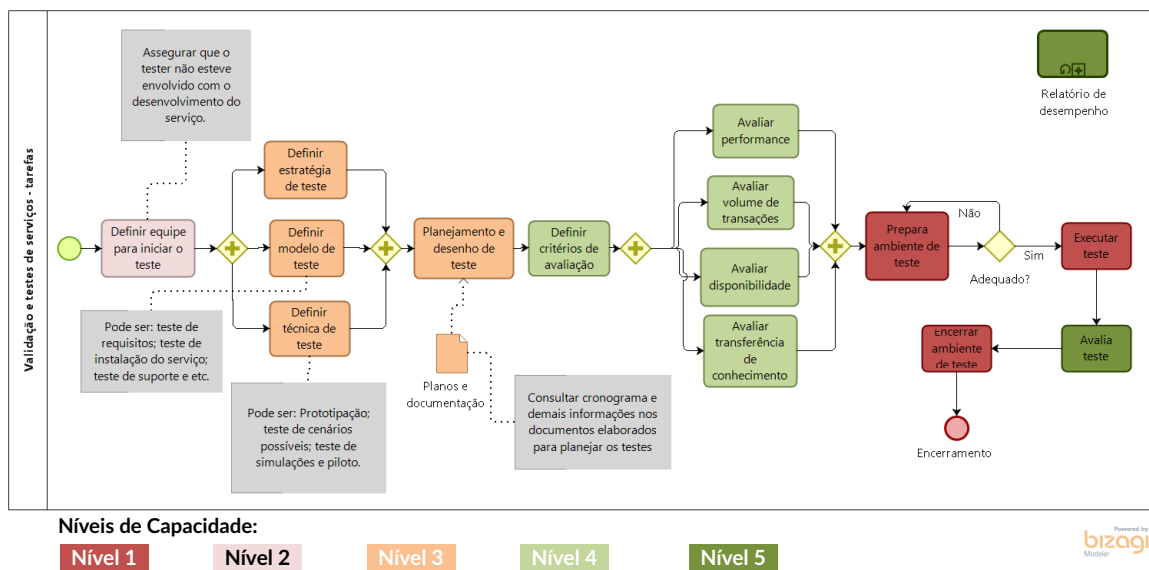 Validação e testes de serviços - tarefas
Assegurar que o
tester não esteve
envolvido com o
desenvolvimento do
serviço.
Definir equipe
para iniciar o
teste
Definir
estratégia
de teste
Definir
modelo de
teste
Definir
técnica de
teste
Pode ser: teste de
requisitos; teste de
instalação do serviço;
teste de suporte e etc.
Pode ser: Prototipação;
teste de cenários
possíveis; teste de
simulações e piloto.
Planejamento e
desenho de
teste
Planos e
documentação
Consultar cronograma e
demais informações nos
documentos elaborados
para planejar os testes
Definir
critérios de
avaliação
Avaliar
performance
Avaliar
volume de
transações
Avaliar
disponibilidade
Avaliar
transferência
de
conhecimento
Prepara
ambiente de
teste
Não
Adequado?
Sim
Executar
teste
Avalia
teste
Encerrar
ambiente
de teste
Encerramento
Relatório de
desempenho
Níveis de Capacidade:
Nível 1
Nível 2
Nível 3
Nível 4
Nível 5
Powered by
bizagi
Modeler